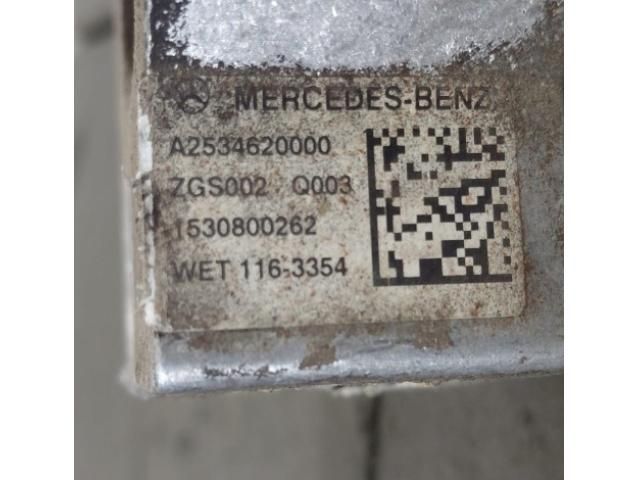 MERCEDES-BENZ
A2534620000
ZGS002 Q003
1530800262
WET 116-3354